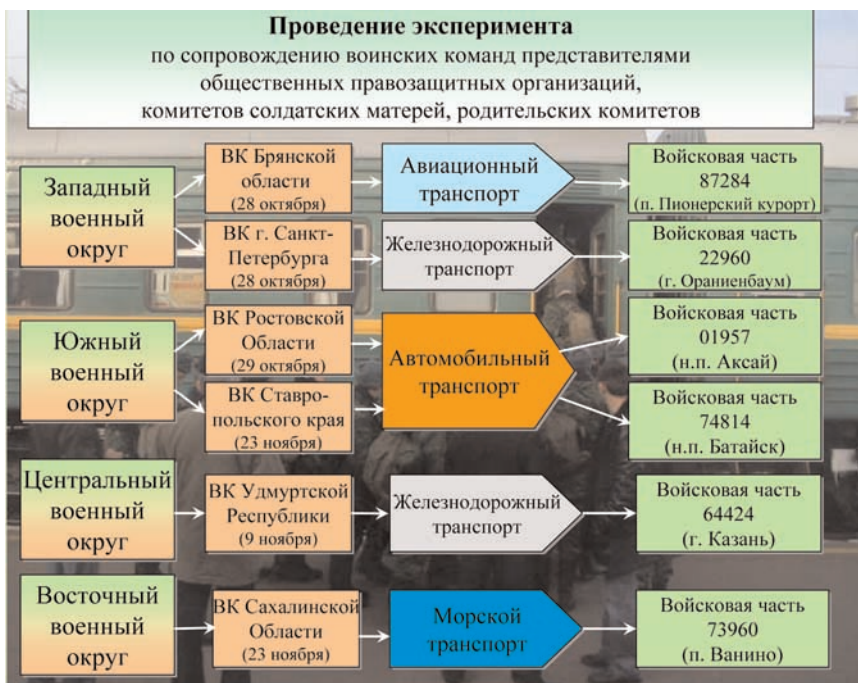 Проведение эксперимента
по сопровождению воинских команд представителями
общественных правозащитных организаций,
комитетов солдатских матерей, родительских комитетов
Западный
военный
округ
ВК Брянской
области
(28 октября)
Авиационный
транспорт
Войсковая часть
87284
(п. Пионерский курорт)
ВК г. Санкт-
Петербурга
(28 октября)
Железнодорожный
транспорт
Войсковая часть
22960
(г. Ораниенбаум)
Южный
военный
округ
ВК Ростовской
Области
(29 октября)
Автомобильный
транспорт
Войсковая часть
01957
(н.п. Аксай)
ВК Ставро-
польского края
(23 ноября)
Войсковая часть
74814
(н.п. Батайск)
Центральный
военный
округ
ВК Удмуртской
Республики
(9 ноября)
Железнодорожный
транспорт
Войсковая часть
64424
(г. Казань)
Восточный
военный
округ
ВК Сахалинской
Области
(23 ноября)
Морской
транспорт
Войсковая часть
73960
(п. Ванино)